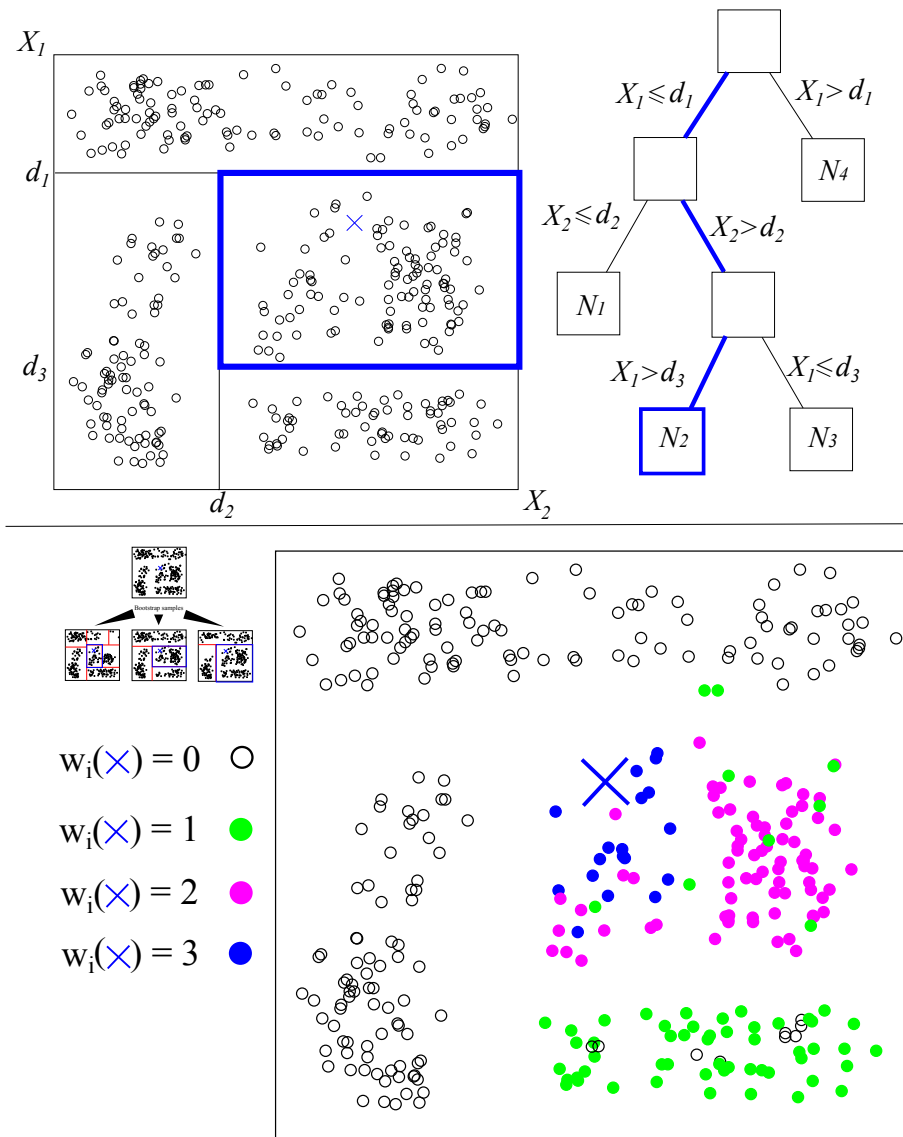 X1
d1
d3
d2
X2
X1≤d1
X1>d1
N4
X2≤d2
X2>d2
N1
X1>d3
X1≤d3
N2
N3
Bootstrap samples
wi(×) = 0
wi(×) = 1
wi(×) = 2
wi(×) = 3